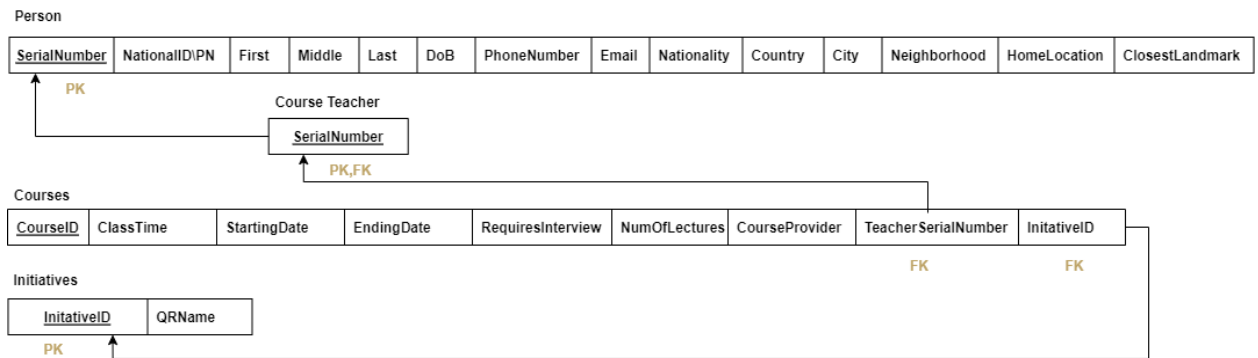 Person
SerialNumber NationalID\PN First Middle Last DoB PhoneNumber Email Nationality Country City Neighborhood HomeLocation ClosestLandmark
PK
Course Teacher
SerialNumber
PK,FK
Courses
CourseID ClassTime StartingDate EndingDate RequiresInterview NumOfLectures CourseProvider TeacherSerialNumber InitativeID
FK FK
Initiatives
InitativeID QRName
PK